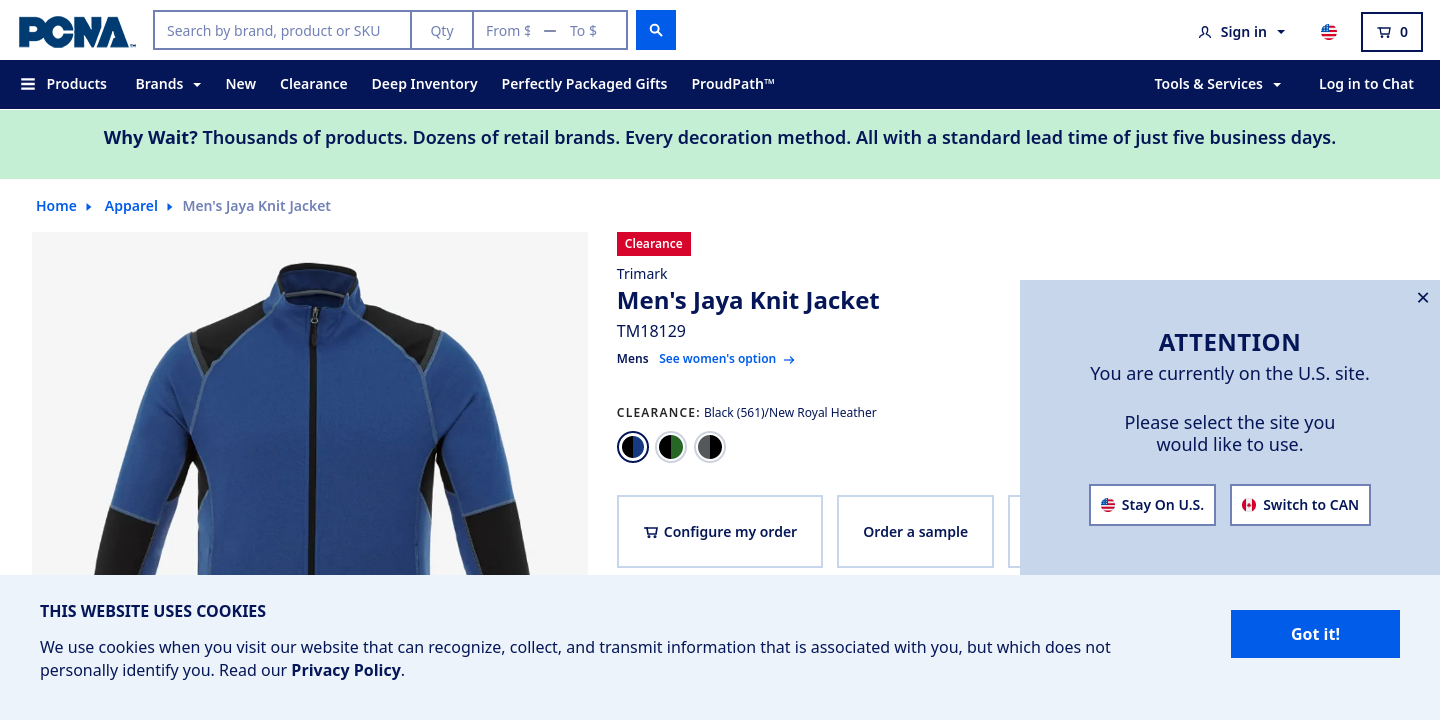 PCNA™
Search by brand, product or SKU
Qty
From $ — To $
Sign in
0
Products
Brands
New
Clearance
Deep Inventory
Perfectly Packaged Gifts
ProudPath™
Tools & Services
Log in to Chat
Why Wait? Thousands of products. Dozens of retail brands. Every decoration method. All with a standard lead time of just five business days.
Home
Apparel
Men's Jaya Knit Jacket
Clearance
Trimark
Men's Jaya Knit Jacket
TM18129
Mens See women's option
CLEARANCE: Black (561)/New Royal Heather
Configure my order
Order a sample
ATTENTION
You are currently on the U.S. site.
Please select the site you
would like to use.
Stay On U.S.
Switch to CAN
THIS WEBSITE USES COOKIES
We use cookies when you visit our website that can recognize, collect, and transmit information that is associated with you, but which does not
personally identify you. Read our Privacy Policy.
Got it!